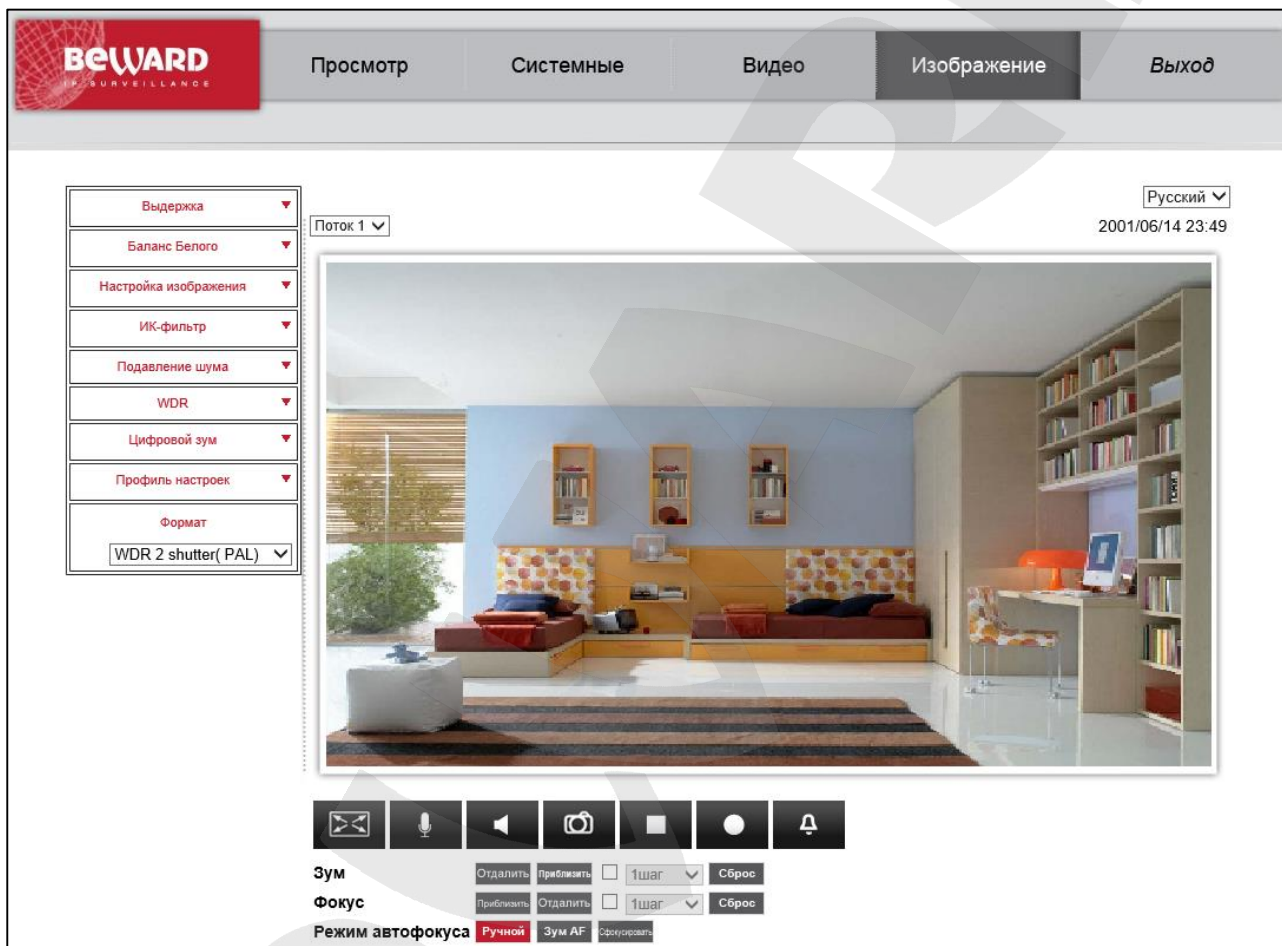 BEWARD
IP SURVEILLANCE
Просмотр
Системные
Видео
Изображение
Выход
Русский
Поток 1
2001/06/14 23:49
Выдержка
Баланс Белого
Настройка изображения
ИК-фильтр
Подавление шума
WDR
Цифровой зум
Профиль настроек
Формат
WDR 2 shutter( PAL)
Зум Отдалить Приблизить 1шаг Сброс
Фокус Приблизить Отдалить 1шаг Сброс
Режим автофокуса Ручной Зум AF Сфокусировать